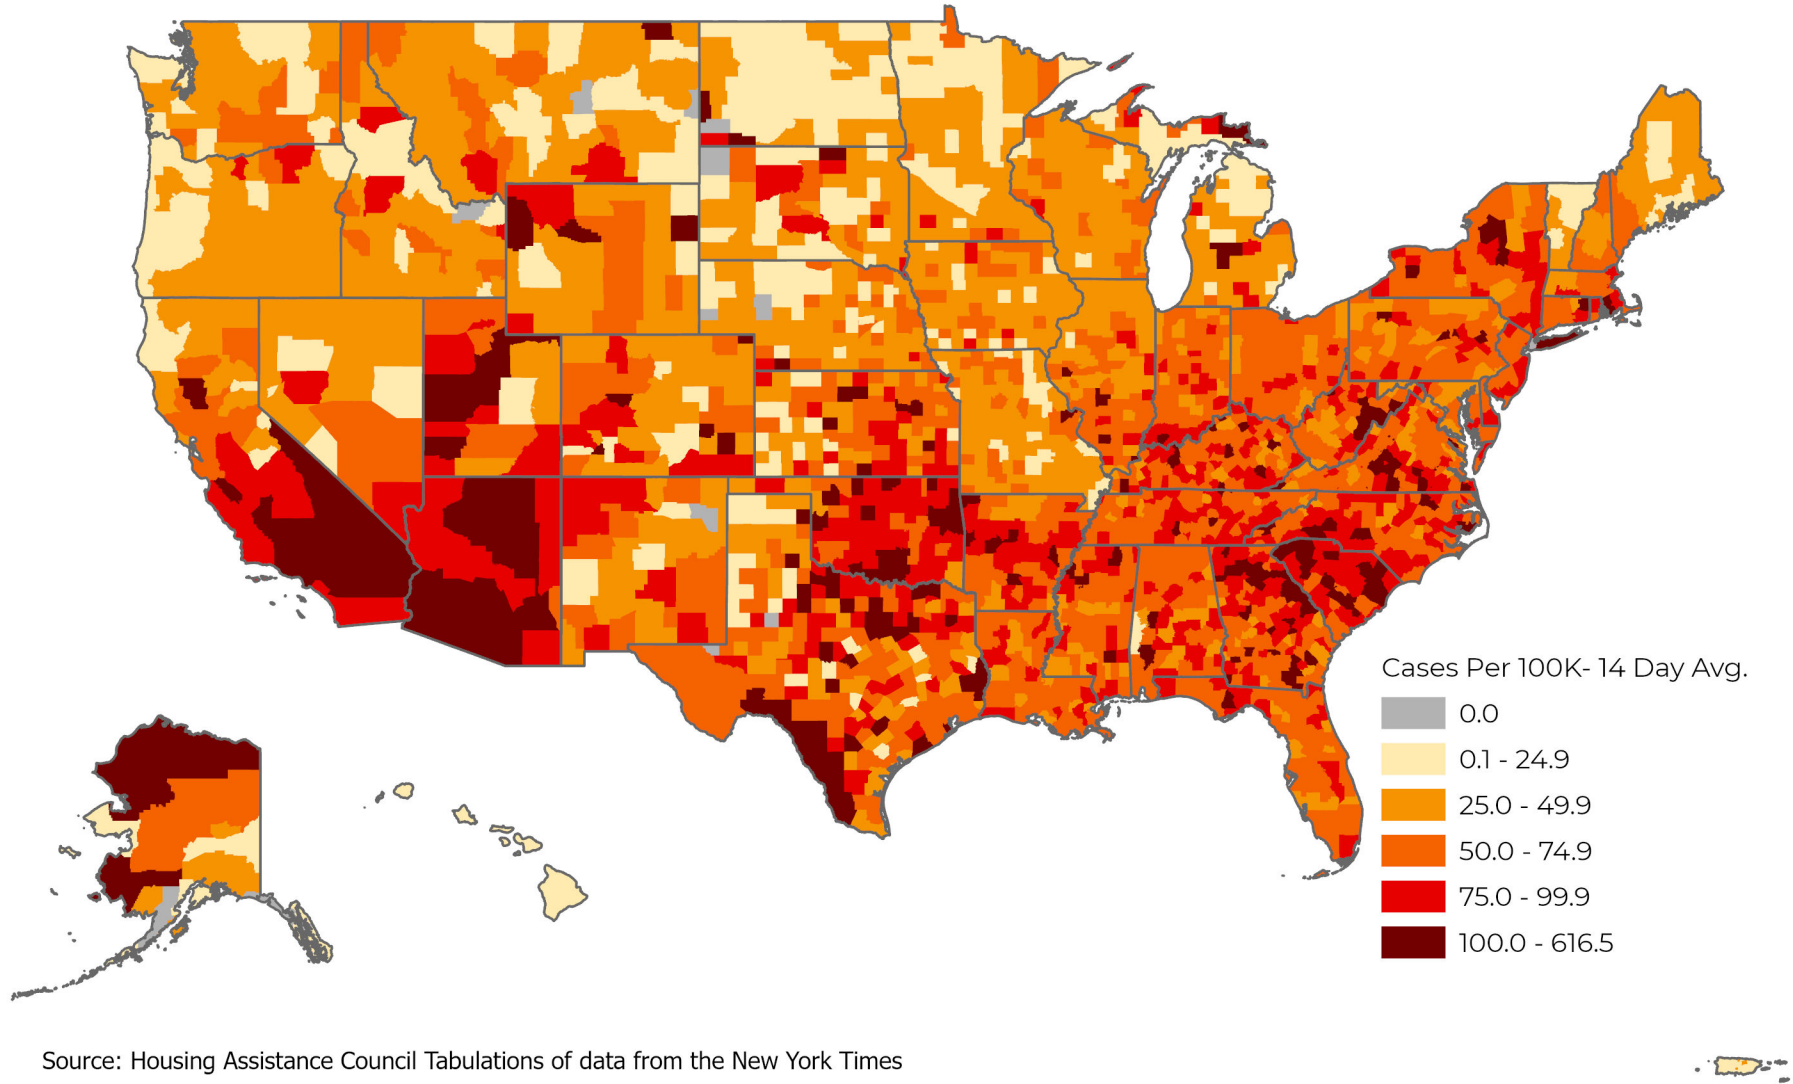 Cases Per 100K- 14 Day Avg.
0.0
0.1 - 24.9
25.0 - 49.9
50.0 - 74.9
75.0 - 99.9
100.0 - 616.5
Source: Housing Assistance Council Tabulations of data from the New York Times